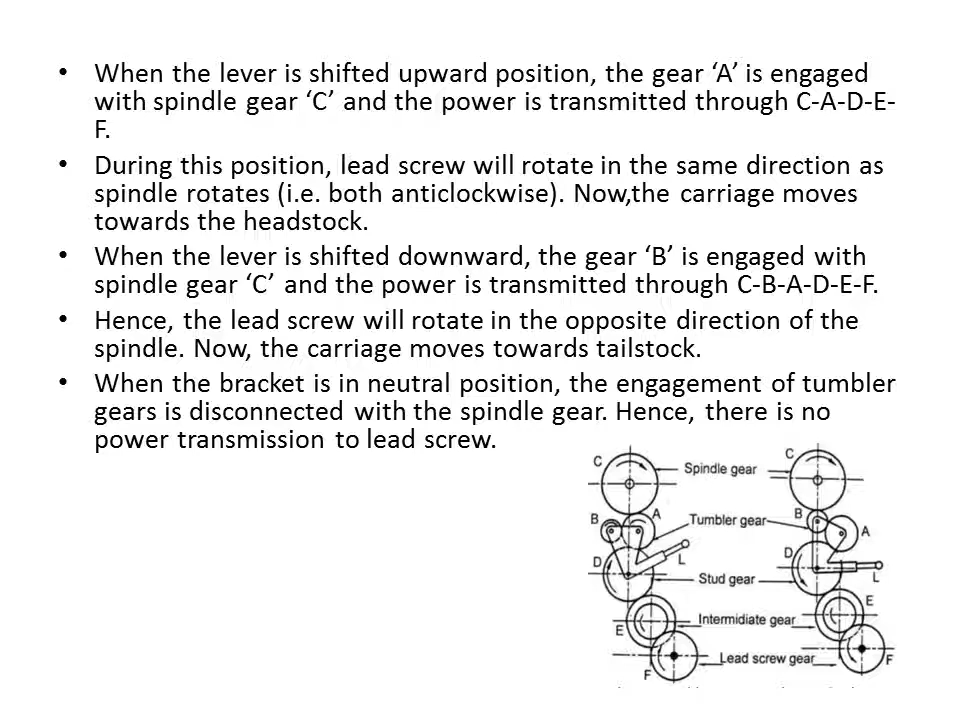 • When the lever is shifted upward position, the gear ‘A’ is engaged
with spindle gear ‘C’ and the power is transmitted through C-A-D-E-
F.
• During this position, lead screw will rotate in the same direction as
spindle rotates (i.e. both anticlockwise). Now,the carriage moves
towards the headstock.
• When the lever is shifted downward, the gear ‘B’ is engaged with
spindle gear ‘C’ and the power is transmitted through C-B-A-D-E-F.
• Hence, the lead screw will rotate in the opposite direction of the
spindle. Now, the carriage moves towards tailstock.
• When the bracket is in neutral position, the engagement of tumbler
gears is disconnected with the spindle gear. Hence, there is no
power transmission to lead screw.
C Spindle gear C
B A Tumbler gear B A
D L Stud gear D L
E Intermidiate gear E
F Lead screw gear F